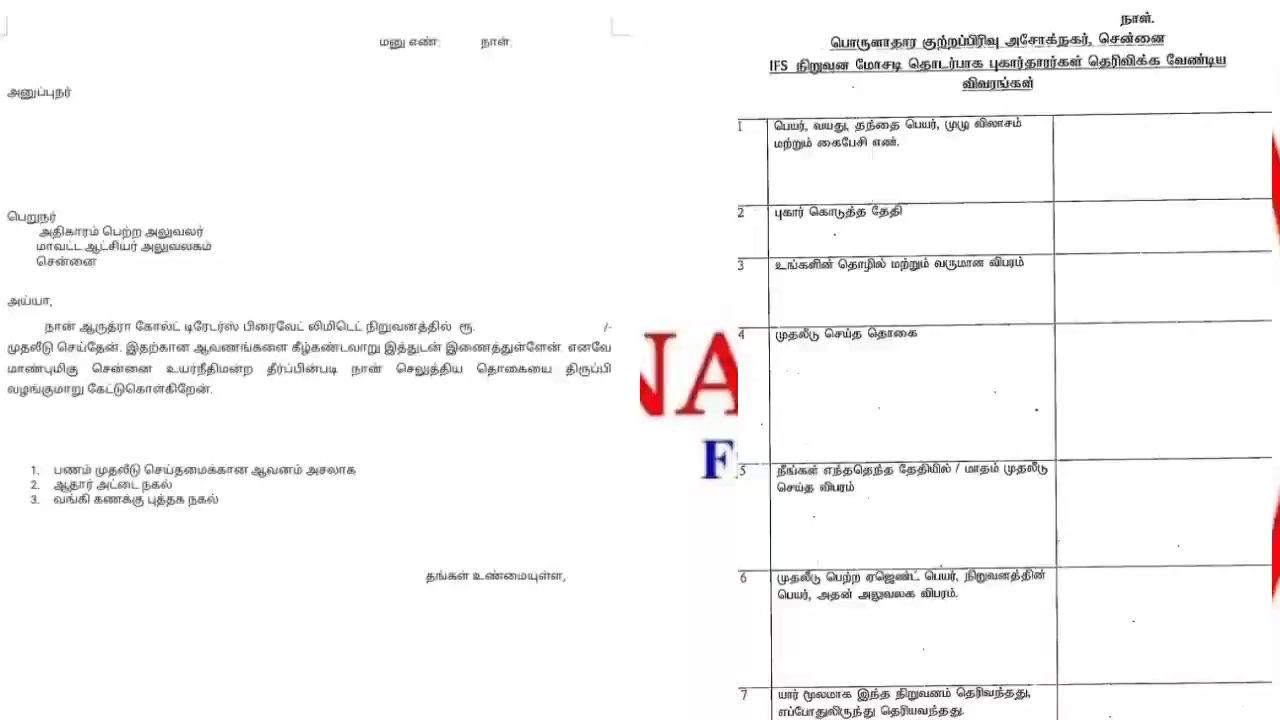 மனு எண்: நாள்:
அனுப்புநர்
பெறுநர்
அதிகாரம் பெற்ற அலுவலர்
மாவட்ட ஆட்சியர் அலுவலகம்
சென்னை
அய்யா,
நான் ஆருத்ரா கோல்ட் டிரேடர்ஸ் பிரைவேட் லிமிடெட் நிறுவனத்தில் ரூ. /-
முதலீடு செய்தேன். இதற்கான ஆவணங்களை கீழ்கண்டவாறு இத்துடன் இணைத்துள்ளேன். எனவே
மாண்புமிகு சென்னை உயர்நீதிமன்ற தீர்ப்பின்படி நான் செலுத்திய தொகையை திருப்பி
வழங்குமாறு கேட்டுகொள்கிறேன்.
1. பணம் முதலீடு செய்தமைக்கான ஆவனம் அசலாக
2. ஆதார் அட்டை நகல்
3. வங்கி கணக்கு புத்தக நகல்
தங்கள் உண்மையுள்ள,
NA
F
நாள்.
பொருளாதார குற்றப்பிரிவு அசோக்நகர், சென்னை
IFS நிறுவன மோசடி தொடர்பாக புகார்தாரர்கள் தெரிவிக்க வேண்டிய
விவரங்கள்
1 பெயர், வயது, தந்தை பெயர், முழு விலாசம்
மற்றும் கைபேசி எண்.
2 புகார் கொடுத்த தேதி
3 உங்களின் தொழில் மற்றும் வருமான விபரம்
4 முதலீடு செய்த தொகை
5 நீங்கள் எந்ததெந்த தேதியில் / மாதம் முதலீடு
செய்த விபரம்
6 முதலீடு பெற்ற ஏஜெண்ட் பெயர், நிறுவனத்தின்
பெயர், அதன் அலுவலக விபரம்.
7 யார் மூலமாக இந்த நிறுவனம் தெரிவந்தது,
எப்போதுலிருந்து தெரியவந்தது.